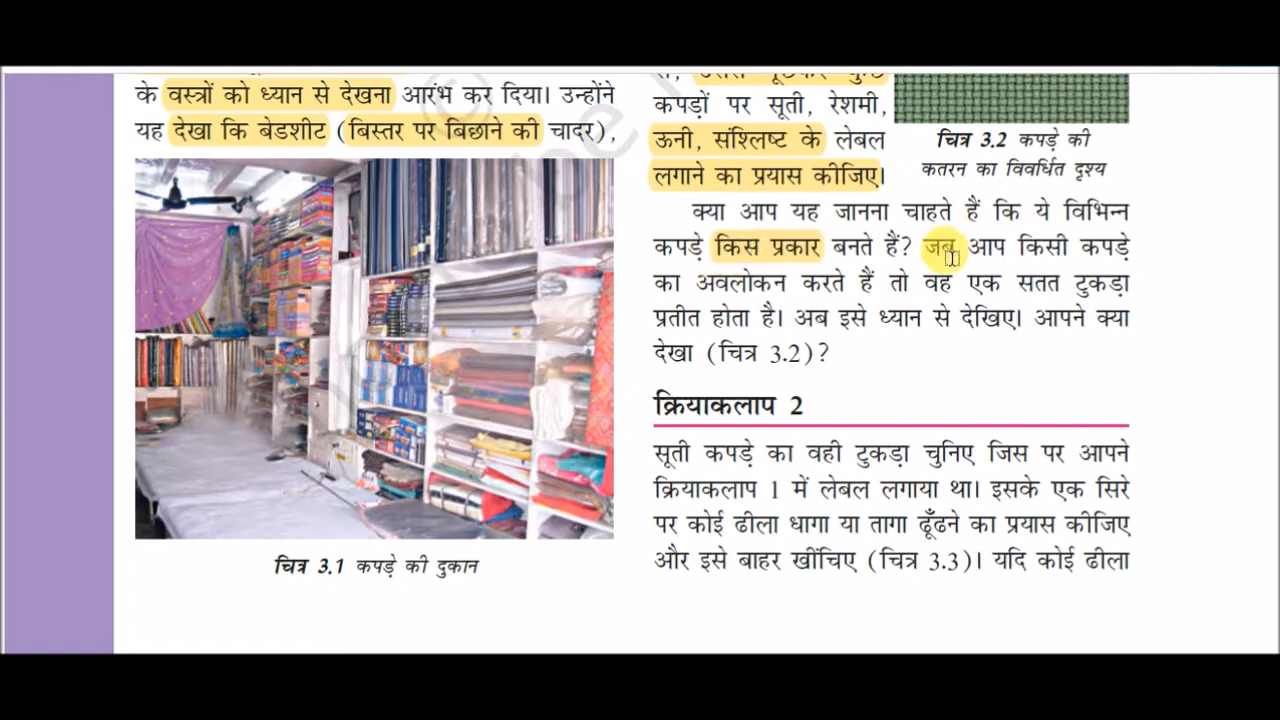 के वस्त्रों को ध्यान से देखना आरंभ कर दिया। उन्होंने
यह देखा कि बेडशीट (बिस्तर पर बिछाने की चादर),
चित्र 3.1 कपड़े की दुकान
कपड़ों पर सूती, रेशमी,
ऊनी, संश्लिष्ट के लेबल
लगाने का प्रयास कीजिए।
चित्र 3.2 कपड़े की
कतरन का विवर्धित दृश्य
क्या आप यह जानना चाहते हैं कि ये विभिन्न
कपड़े किस प्रकार बनते हैं? जब आप किसी कपड़े
का अवलोकन करते हैं तो वह एक सतत टुकड़ा
प्रतीत होता है। अब इसे ध्यान से देखिए। आपने क्या
देखा (चित्र 3.2)?
क्रियाकलाप 2
सूती कपड़े का वही टुकड़ा चुनिए जिस पर आपने
क्रियाकलाप 1 में लेबल लगाया था। इसके एक सिरे
पर कोई ढीला धागा या तागा ढूँढने का प्रयास कीजिए
और इसे बाहर खींचिए (चित्र 3.3)। यदि कोई ढीला